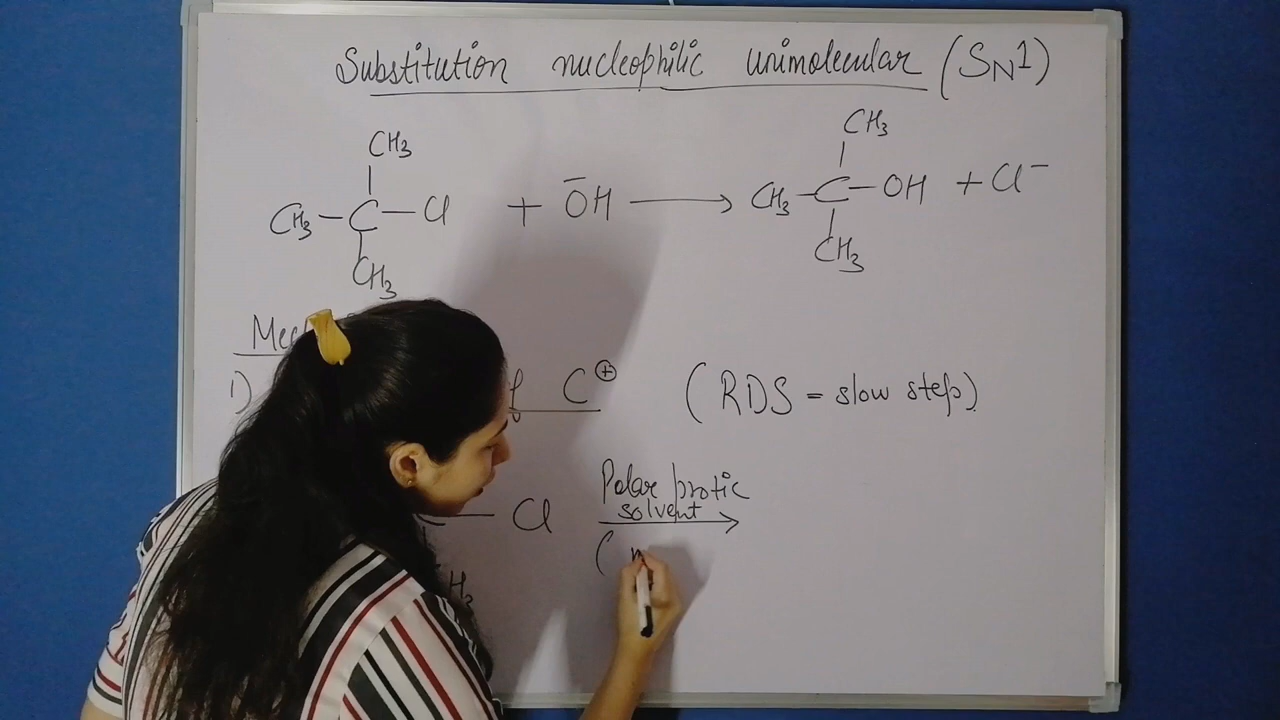 Substitution nucleophilic unimolecular (SN1)
CH3 CH3
CH3-C-Cl + ŌH → CH3-C-OH + Cl⁻
CH3 CH3
1) C⊕ (RDS = slow step)
Polar protic
solvent
Cl →
(
H3